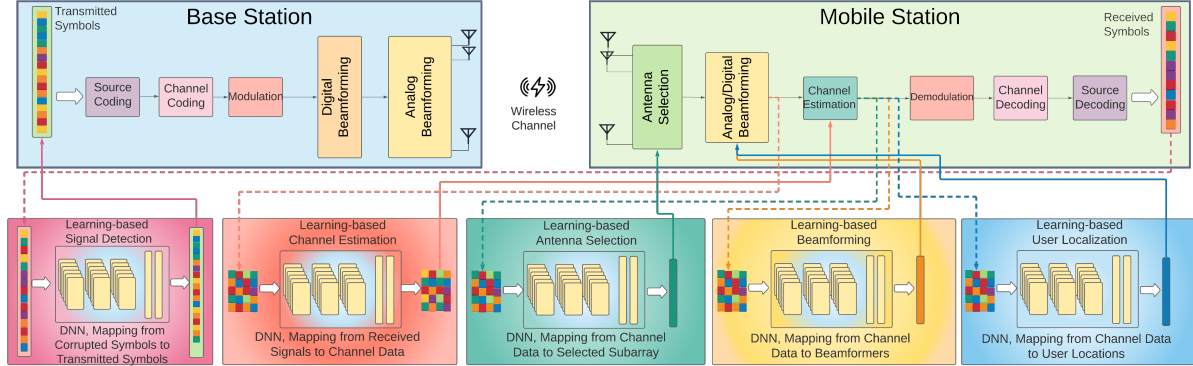 Transmitted
Symbols
Base Station
Source
Coding
Channel
Coding
Modulation
Digital
Beamforming
Analog
Beamforming
Wireless
Channel
Mobile Station
Received
Symbols
Antenna
Selection
Analog/Digital
Beamforming
Channel
Estimation
Demodulation
Channel
Decoding
Source
Decoding
Learning-based
Signal Detection
DNN, Mapping from
Corrupted Symbols to
Transmitted Symbols
Learning-based
Channel Estimation
DNN, Mapping from Received
Signals to Channel Data
Learning-based
Antenna Selection
DNN, Mapping from Channel
Data to Selected Subarray
Learning-based
Beamforming
DNN, Mapping from Channel
Data to Beamformers
Learning-based
User Localization
DNN, Mapping from Channel Data
to User Locations